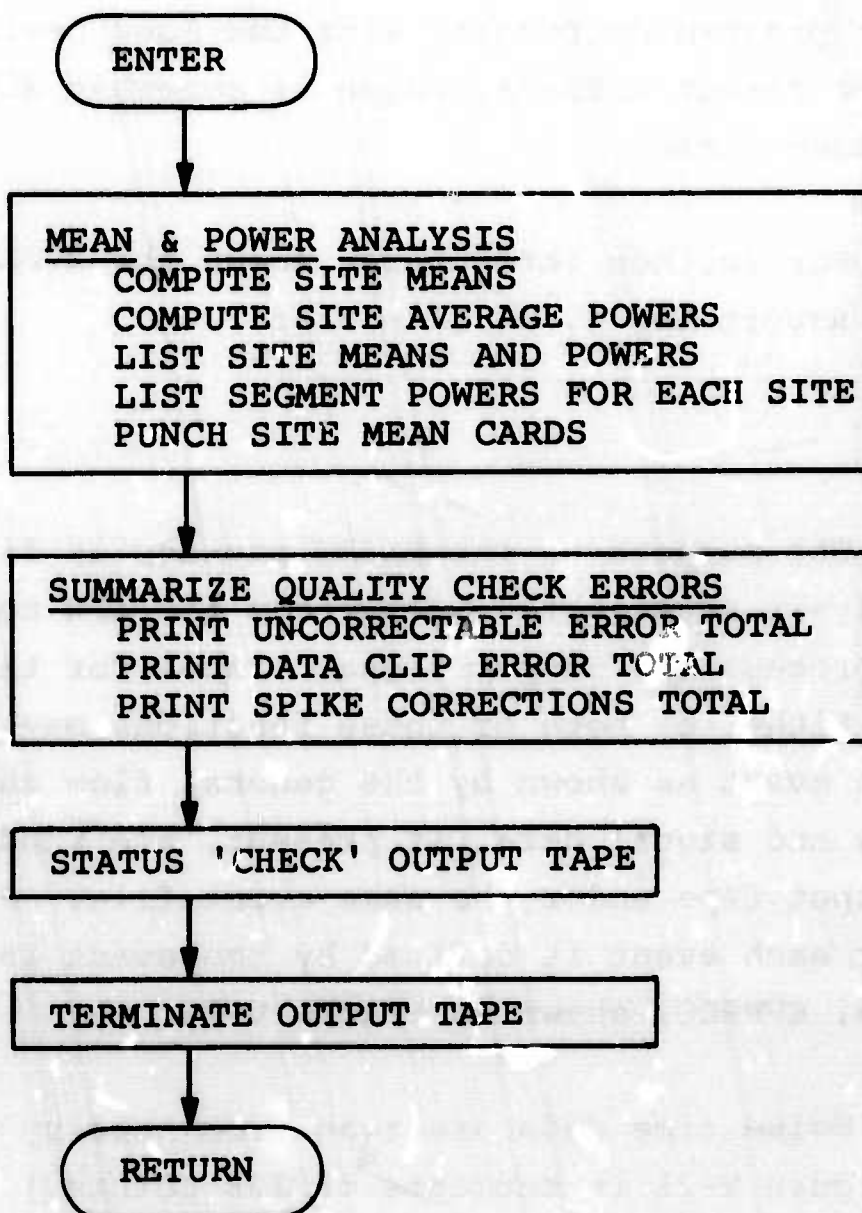 ENTER
MEAN & POWER ANALYSIS
COMPUTE SITE MEANS
COMPUTE SITE AVERAGE POWERS
LIST SITE MEANS AND POWERS
LIST SEGMENT POWERS FOR EACH SITE
PUNCH SITE MEAN CARDS
SUMMARIZE QUALITY CHECK ERRORS
PRINT UNCORRECTABLE ERROR TOTAL
PRINT DATA CLIP ERROR TOTAL
PRINT SPIKE CORRECTIONS TOTAL
STATUS 'CHECK' OUTPUT TAPE
TERMINATE OUTPUT TAPE
RETURN